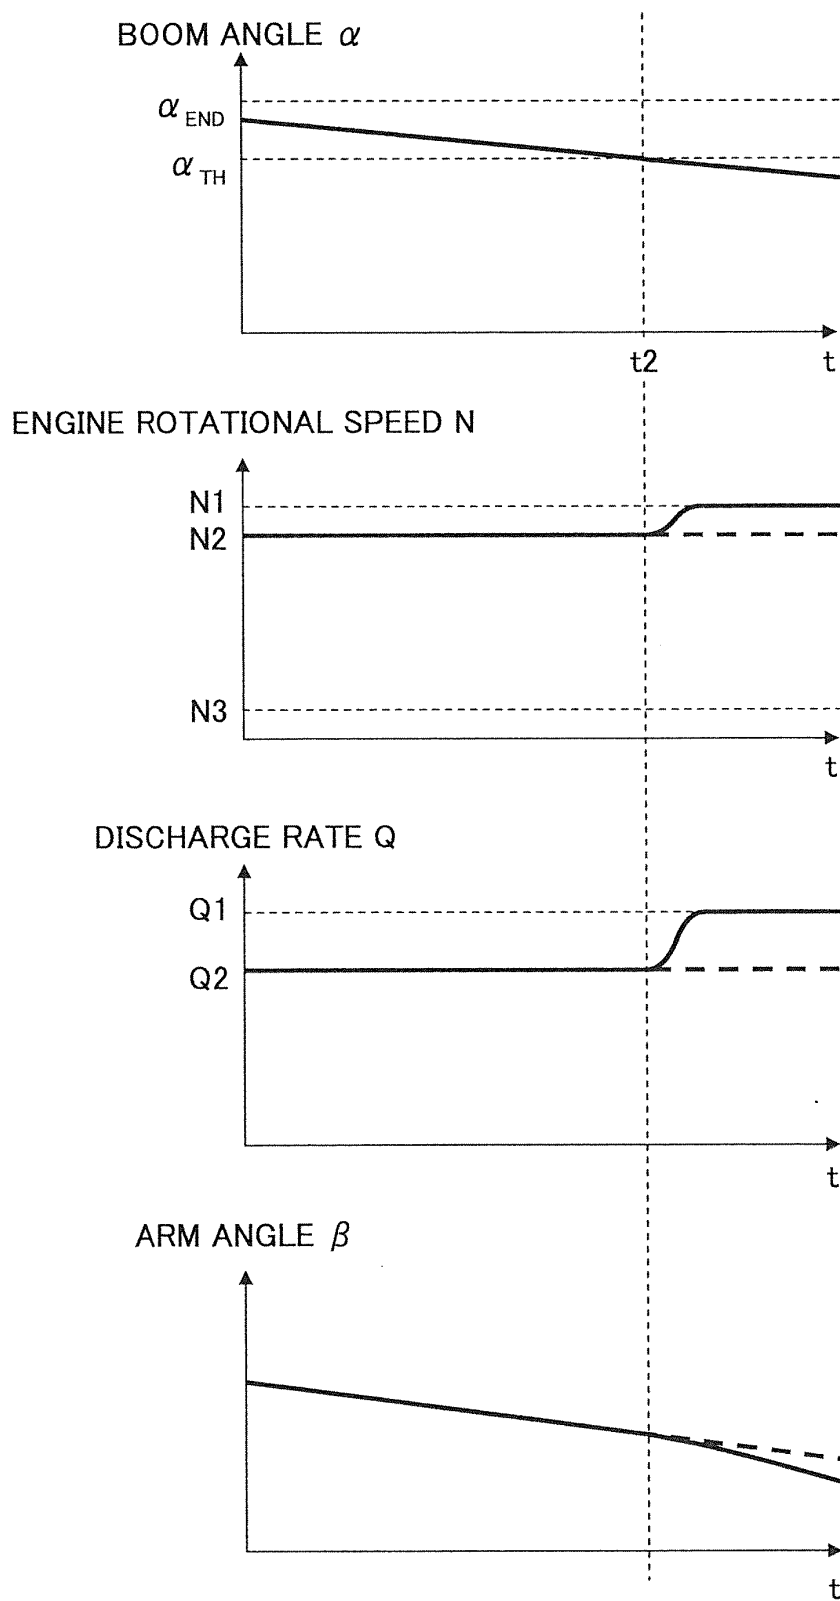 BOOM ANGLE α
α END
α TH
t2
t
ENGINE ROTATIONAL SPEED N
N1
N2
N3
t
DISCHARGE RATE Q
Q1
Q2
t
ARM ANGLE β
t